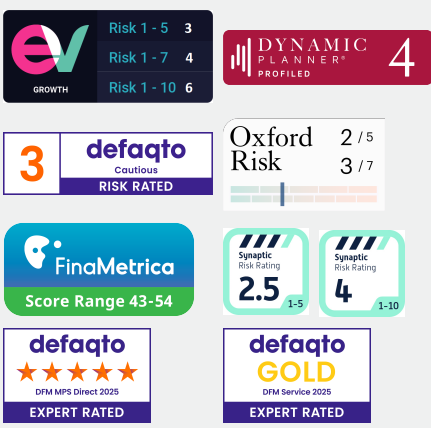 ev
GROWTH
Risk 1 - 5 3
Risk 1 - 7 4
Risk 1 - 10 6
DYNAMIC
PLANNER®
PROFILED
4
3
defaqto
Cautious
RISK RATED
Oxford
Risk
2 / 5
3 / 7
FinaMetrica
Score Range 43-54
Synaptic
Risk Rating
2.5
1-5
Synaptic
Risk Rating
4
1-10
defaqto
DFM MPS Direct 2025
EXPERT RATED
defaqto
GOLD
DFM Service 2025
EXPERT RATED